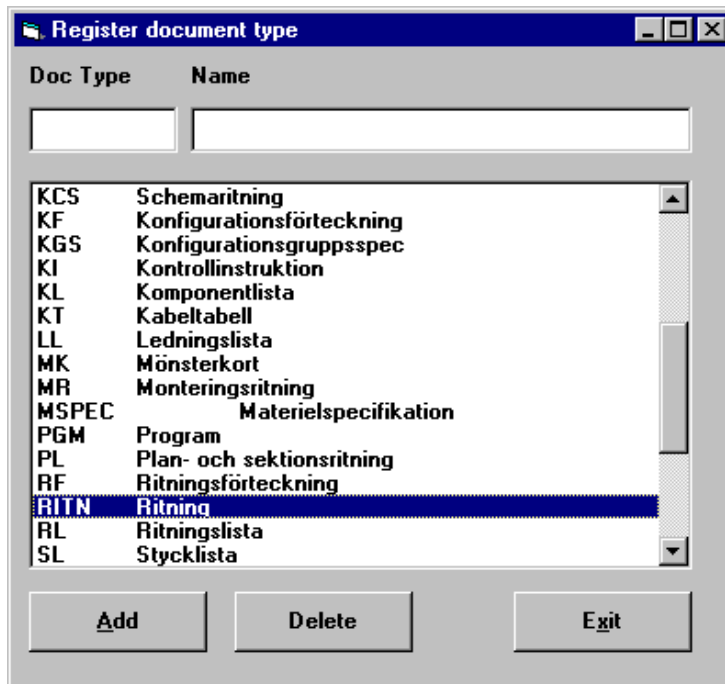 Register document type
Doc Type Name
KCS Schemaritning
KF Konfigurationsförteckning
KGS Konfigurationsgruppsspec
KI Kontrollinstruktion
KL Komponentlista
KT Kabeltabell
LL Ledningslista
MK Mönsterkort
MR Monteringsritning
MSPEC Materielspecifikation
PGM Program
PL Plan- och sektionsritning
RF Ritningsförteckning
RITN Ritning
RL Ritningslista
SL Stycklista
Add Delete Exit